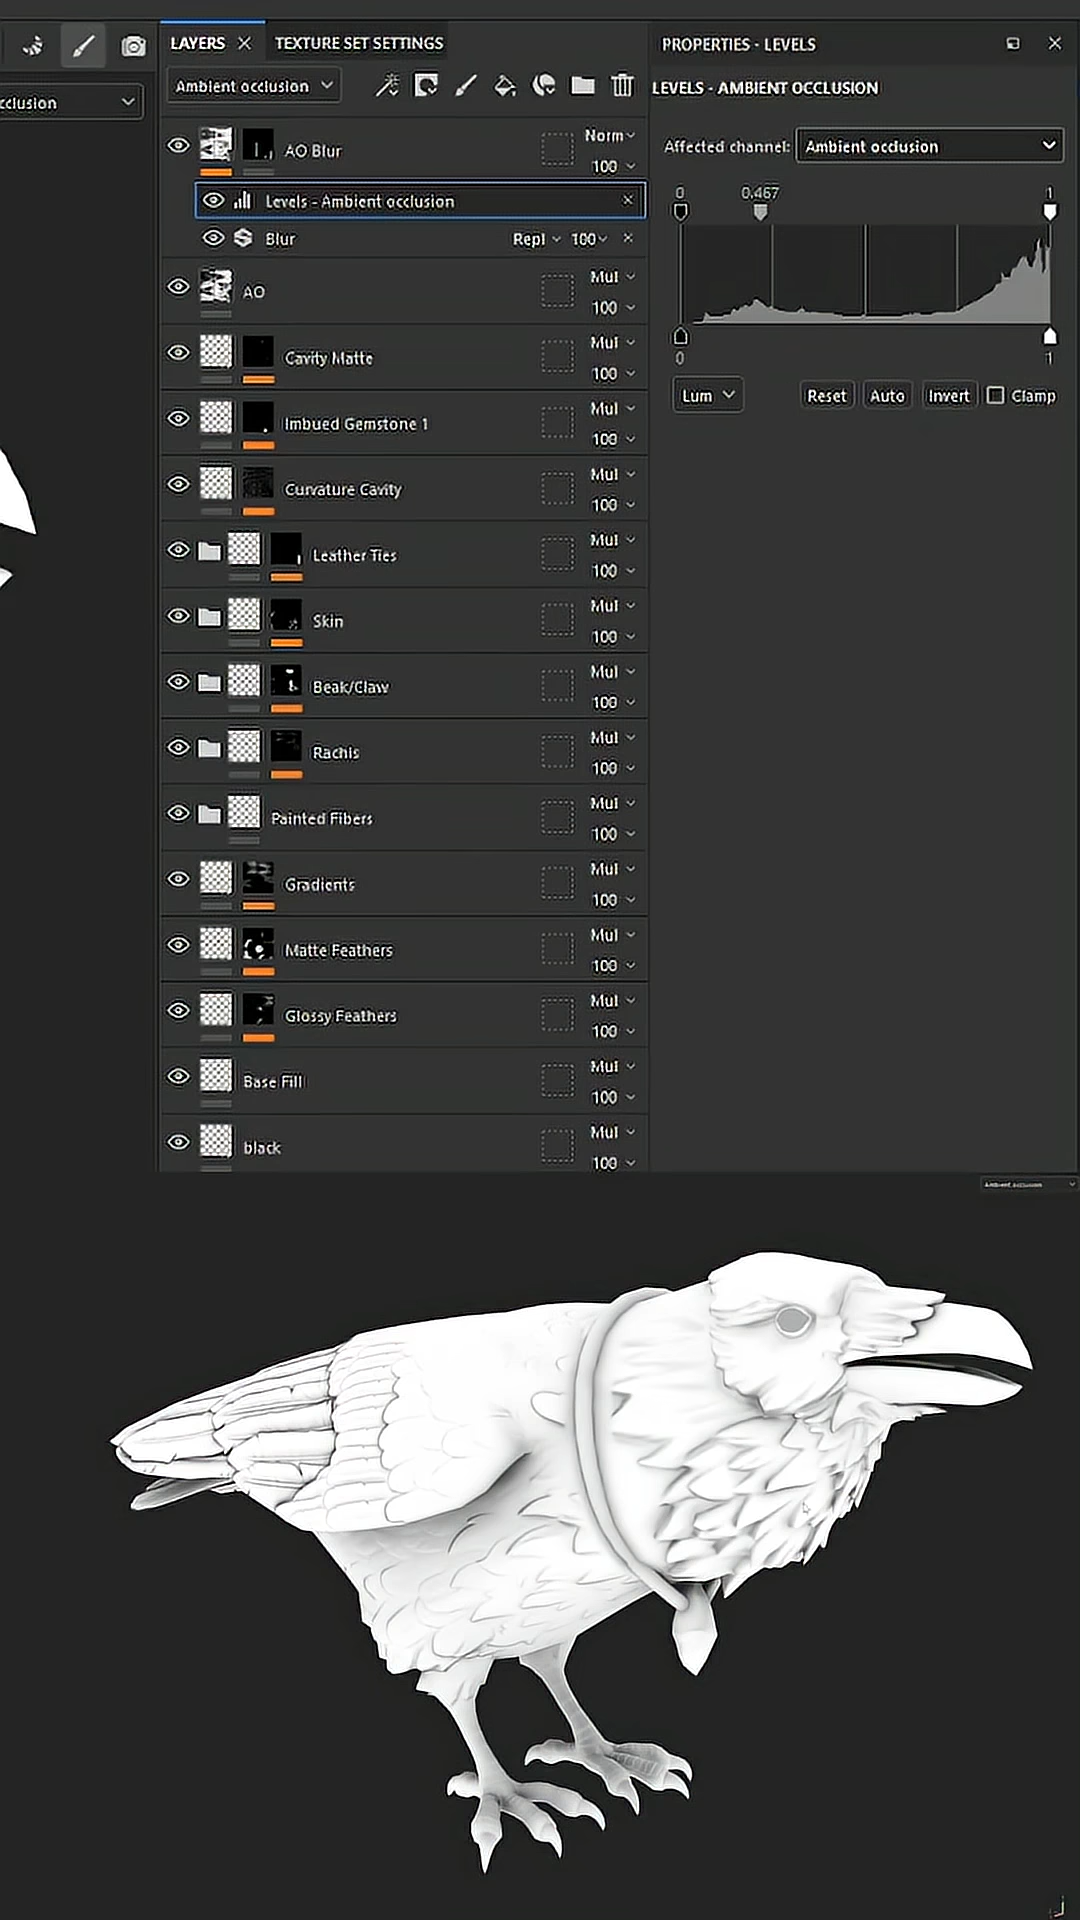 LAYERS
TEXTURE SET SETTINGS
PROPERTIES - LEVELS
cclusion
Ambient occlusion
LEVELS - AMBIENT OCCLUSION
Affected channel: Ambient occlusion
AO Blur
Norm
100
Levels - Ambient occlusion
Blur
Repl
100
0
0.467
1
0
1
Lum
Reset
Auto
Invert
Clamp
AO
Mul
100
Cavity Matte
Mul
100
Imbued Gemstone 1
Mul
100
Curvature Cavity
Mul
100
Leather Ties
Mul
100
Skin
Mul
100
Beak/Claw
Mul
100
Rachis
Mul
100
Painted Fibers
Mul
100
Gradients
Mul
100
Matte Feathers
Mul
100
Glossy Feathers
Mul
100
Base Fill
Mul
100
black
Mul
100
Ambient occlusion